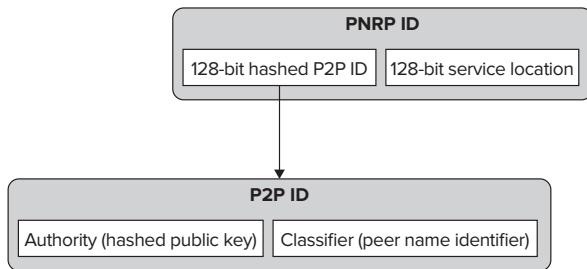 PNRP ID
128-bit hashed P2P ID
128-bit service location
P2P ID
Authority (hashed public key)
Classifier (peer name identifier)